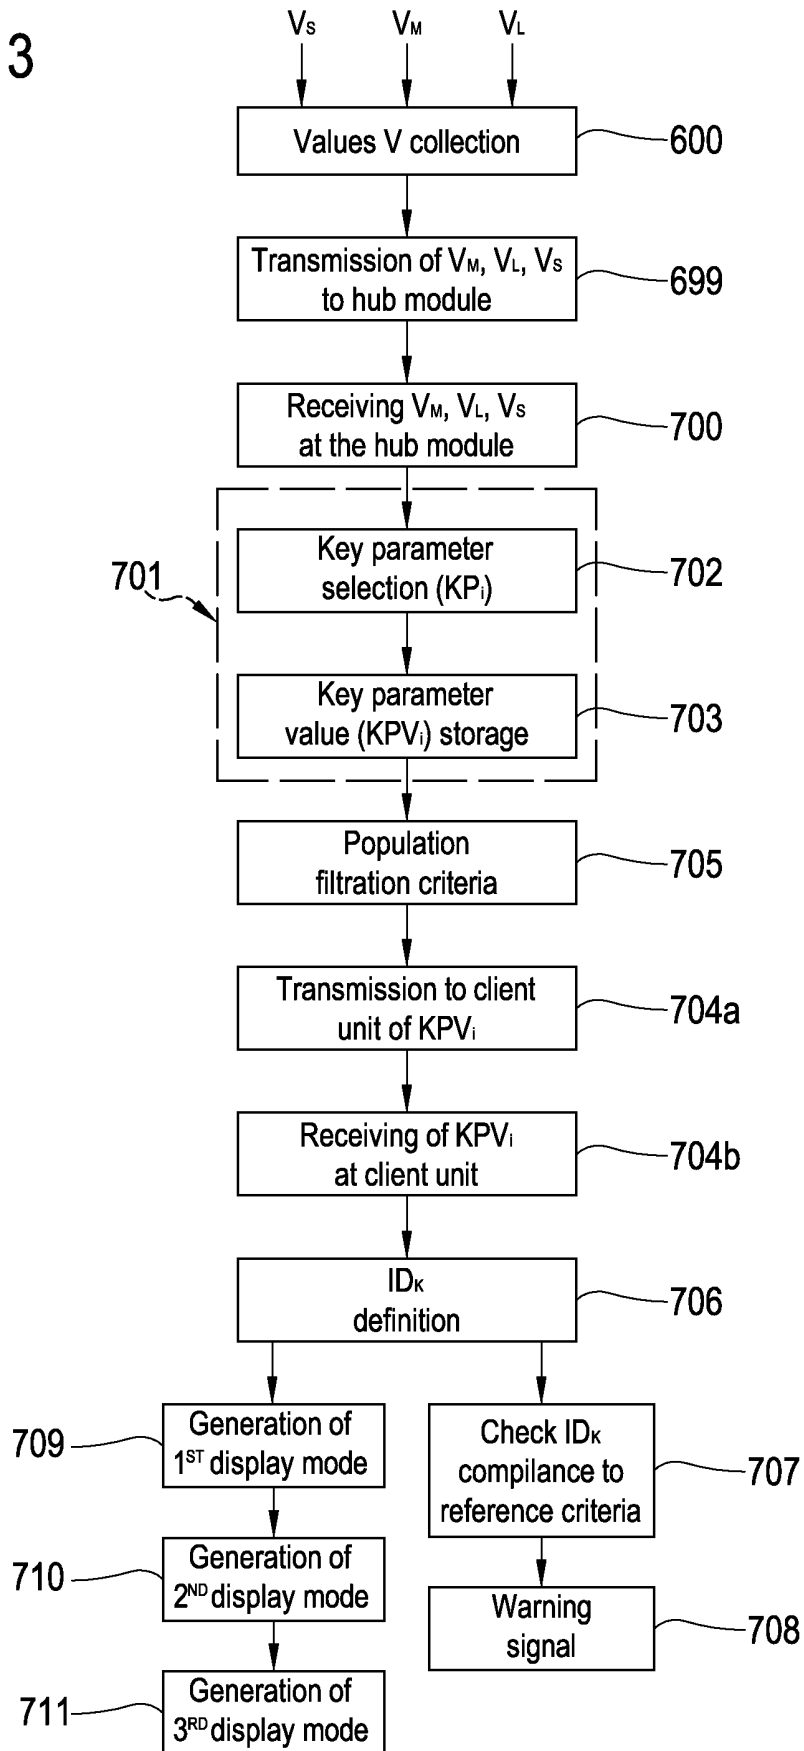 3
VS VM VL
Values V collection
600
Transmission of VM, VL, VS
to hub module
699
Receiving VM, VL, VS
at the hub module
700
701
Key parameter
selection (KPi)
702
Key parameter
value (KPVi) storage
703
Population
filtration criteria
705
Transmission to client
unit of KPVi
704a
Receiving of KPVi
at client unit
704b
IDK
definition
706
709
Generation of
1ST display mode
Check IDK
compilance to
reference criteria
707
710
Generation of
2ND display mode
Warning
signal
708
711
Generation of
3RD display mode